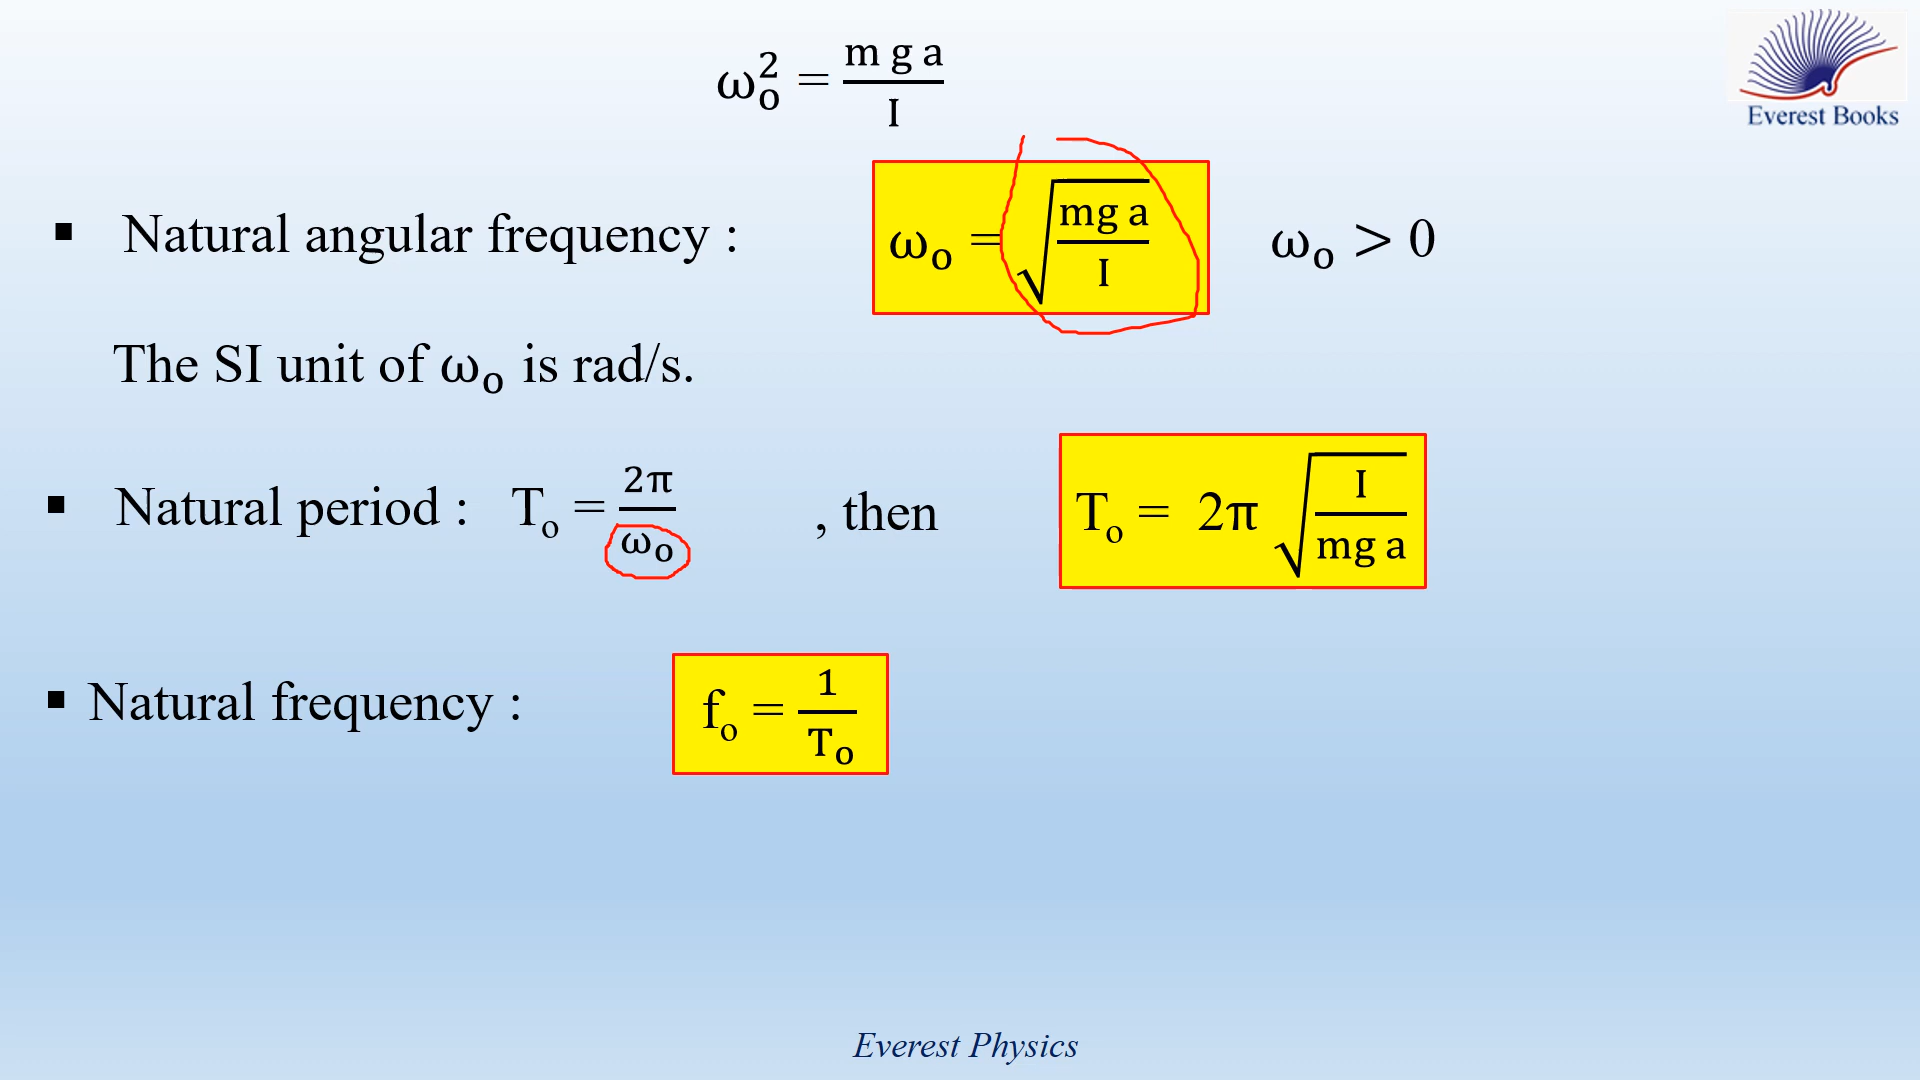 ω₀² = m g a / I
Everest Books
▪ Natural angular frequency : ω₀ = √(mg a / I) ω₀ > 0
The SI unit of ω₀ is rad/s.
▪ Natural period : T₀ = 2π / ω₀ , then T₀ = 2π √(I / mg a)
▪ Natural frequency : f₀ = 1 / T₀
Everest Physics